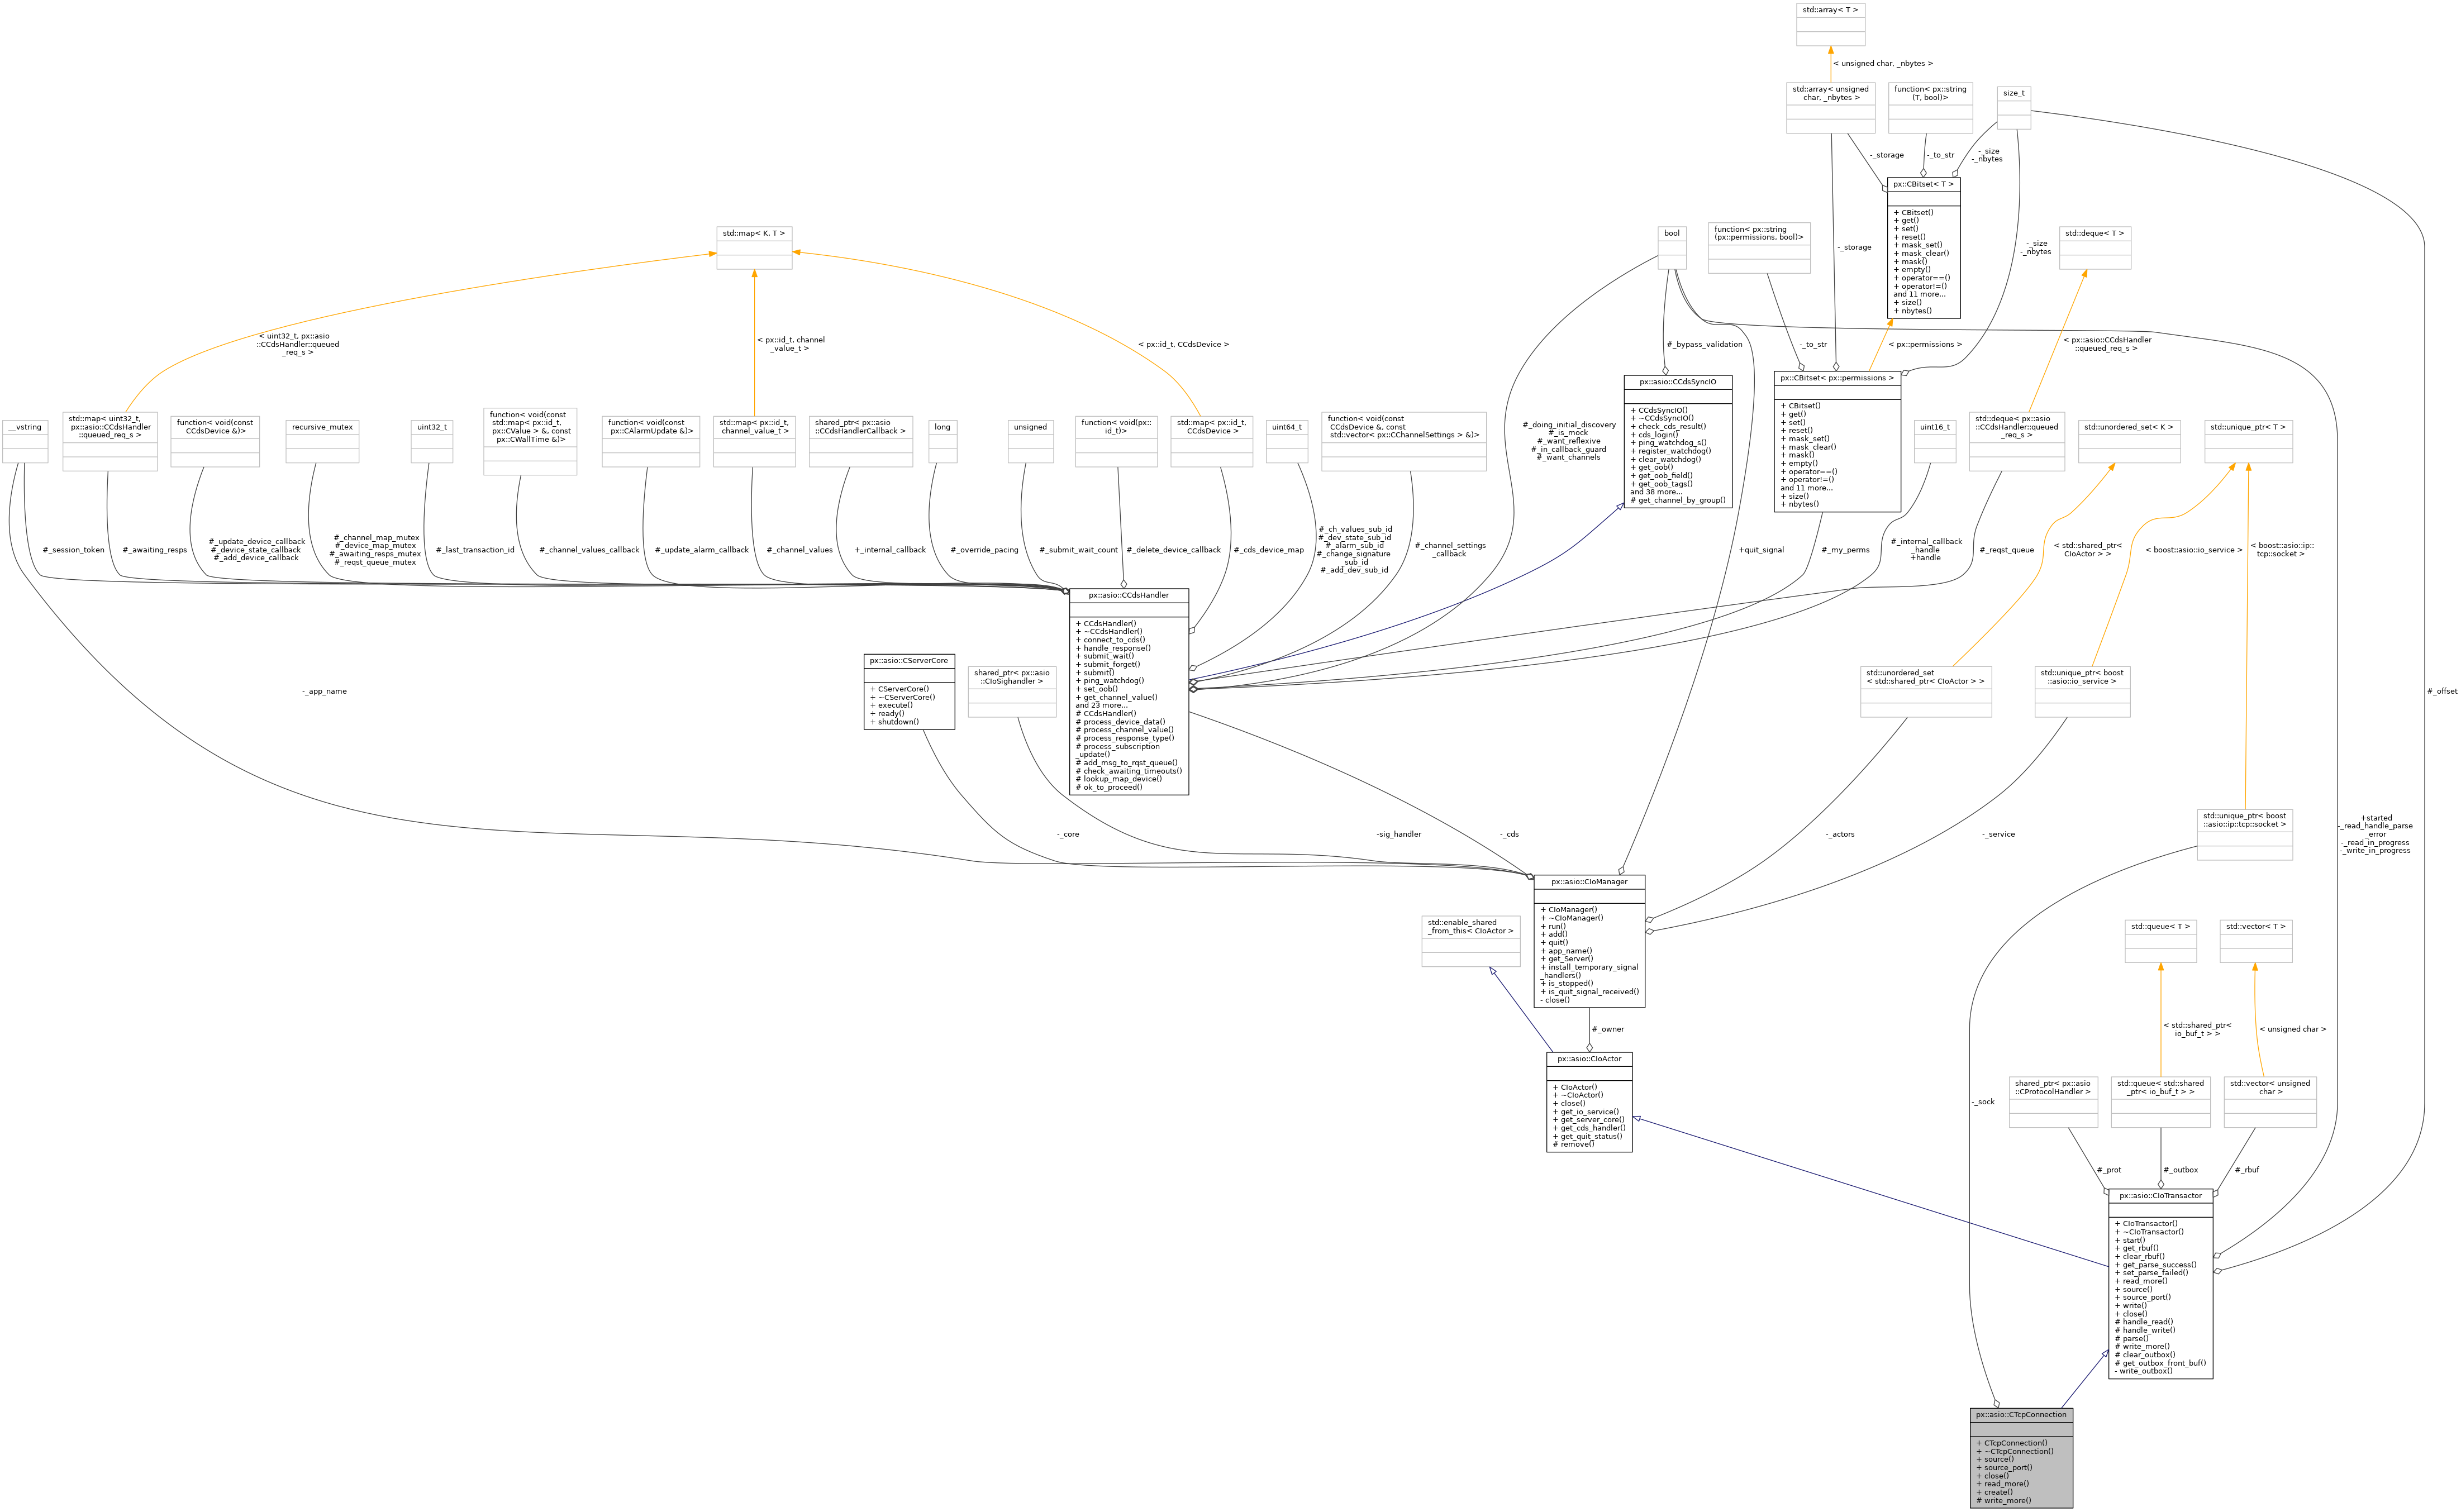 std::array< T >
< unsigned char, _nbytes >
std::array< unsigned
char, _nbytes >
function< px::string
(T, bool)>
size_t
-_storage
-_to_str
-_size
-_nbytes
px::CBitset< T >
+ CBitset()
+ get()
+ set()
+ reset()
+ mask_set()
+ mask_clear()
+ mask()
+ empty()
+ operator==()
+ operator!=()
and 11 more...
+ size()
+ nbytes()
std::map< K, T >
bool
function< px::string
(px::permissions, bool)>
-_storage
-_size
-_nbytes
std::deque< T >
< uint32_t, px::asio
::CCdsHandler::queued
_req_s >
< px::id_t, channel
_value_t >
< px::id_t, CCdsDevice >
#_bypass_validation
-_to_str
< px::permissions >
< px::asio::CCdsHandler
::queued_req_s >
__vstring
std::map< uint32_t,
px::asio::CCdsHandler
::queued_req_s >
function< void(const
CCdsDevice &)>
recursive_mutex
uint32_t
function< void(const
std::map< px::id_t,
px::CValue > &, const
px::CWallTime &)>
function< void(const
px::CAlarmUpdate &)>
std::map< px::id_t,
channel_value_t >
shared_ptr< px::asio
::CCdsHandlerCallback >
long
unsigned
function< void(px::
id_t)>
std::map< px::id_t,
CCdsDevice >
uint64_t
function< void(const
CCdsDevice &, const
std::vector< px::CChannelSettings > &)>
#_doing_initial_discovery
#_is_mock
#_want_reflexive
#_in_callback_guard
#_want_channels
px::asio::CCdsSyncIO
+ CCdsSyncIO()
+ ~CCdsSyncIO()
+ check_cds_result()
+ cds_login()
+ ping_watchdog_s()
+ register_watchdog()
+ clear_watchdog()
+ get_oob()
+ get_oob_field()
+ get_oob_tags()
and 38 more...
# get_channel_by_group()
px::CBitset< px::permissions >
+ CBitset()
+ get()
+ set()
+ reset()
+ mask_set()
+ mask_clear()
+ mask()
+ empty()
+ operator==()
+ operator!=()
and 11 more...
+ size()
+ nbytes()
uint16_t
std::deque< px::asio
::CCdsHandler::queued
_req_s >
std::unordered_set< K >
std::unique_ptr< T >
#_session_token
#_awaiting_resps
#_update_device_callback
#_device_state_callback
#_add_device_callback
#_channel_map_mutex
#_device_map_mutex
#_awaiting_resps_mutex
#_reqst_queue_mutex
#_last_transaction_id
#_channel_values_callback
#_update_alarm_callback
#_channel_values
+_internal_callback
#_override_pacing
#_submit_wait_count
#_delete_device_callback
#_cds_device_map
#_ch_values_sub_id
#_dev_state_sub_id
#_alarm_sub_id
#_change_signature
_sub_id
#_add_dev_sub_id
#_channel_settings
_callback
#_my_perms
#_internal_callback
_handle
+handle
#_reqst_queue
< std::shared_ptr<
CIoActor > >
< boost::asio::io_service >
< boost::asio::ip::
tcp::socket >
px::asio::CCdsHandler
+ CCdsHandler()
+ ~CCdsHandler()
+ connect_to_cds()
+ handle_response()
+ submit_wait()
+ submit_forget()
+ submit()
+ ping_watchdog()
+ set_oob()
+ get_channel_value()
and 23 more...
# CCdsHandler()
# process_device_data()
# process_channel_value()
# process_response_type()
# process_subscription
_update()
# add_msg_to_rqst_queue()
# check_awaiting_timeouts()
# lookup_map_device()
# ok_to_proceed()
+quit_signal
px::asio::CServerCore
+ CServerCore()
+ ~CServerCore()
+ execute()
+ ready()
+ shutdown()
shared_ptr< px::asio
::CIoSighandler >
std::unordered_set
< std::shared_ptr< CIoActor > >
std::unique_ptr< boost
::asio::io_service >
-_app_name
#_offset
std::unique_ptr< boost
::asio::ip::tcp::socket >
+started
-_read_handle_parse
_error
-_read_in_progress
-_write_in_progress
-_core
-sig_handler
-_cds
-_actors
-_service
px::asio::CIoManager
+ CIoManager()
+ ~CIoManager()
+ run()
+ add()
+ quit()
+ app_name()
+ get_Server()
+ install_temporary_signal
_handlers()
+ is_stopped()
+ is_quit_signal_received()
- close()
std::enable_shared
_from_this< CIoActor >
std::queue< T >
std::vector< T >
#_owner
< std::shared_ptr<
io_buf_t > >
< unsigned char >
px::asio::CIoActor
+ CIoActor()
+ ~CIoActor()
+ close()
+ get_io_service()
+ get_server_core()
+ get_cds_handler()
+ get_quit_status()
# remove()
-_sock
shared_ptr< px::asio
::CProtocolHandler >
std::queue< std::shared
_ptr< io_buf_t > >
std::vector< unsigned
char >
#_prot
#_outbox
#_rbuf
px::asio::CIoTransactor
+ CIoTransactor()
+ ~CIoTransactor()
+ start()
+ get_rbuf()
+ clear_rbuf()
+ get_parse_success()
+ set_parse_failed()
+ read_more()
+ source()
+ source_port()
+ write()
+ close()
# handle_read()
# handle_write()
# parse()
# write_more()
# clear_outbox()
# get_outbox_front_buf()
- write_outbox()
px::asio::CTcpConnection
+ CTcpConnection()
+ ~CTcpConnection()
+ source()
+ source_port()
+ close()
+ read_more()
+ create()
# write_more()